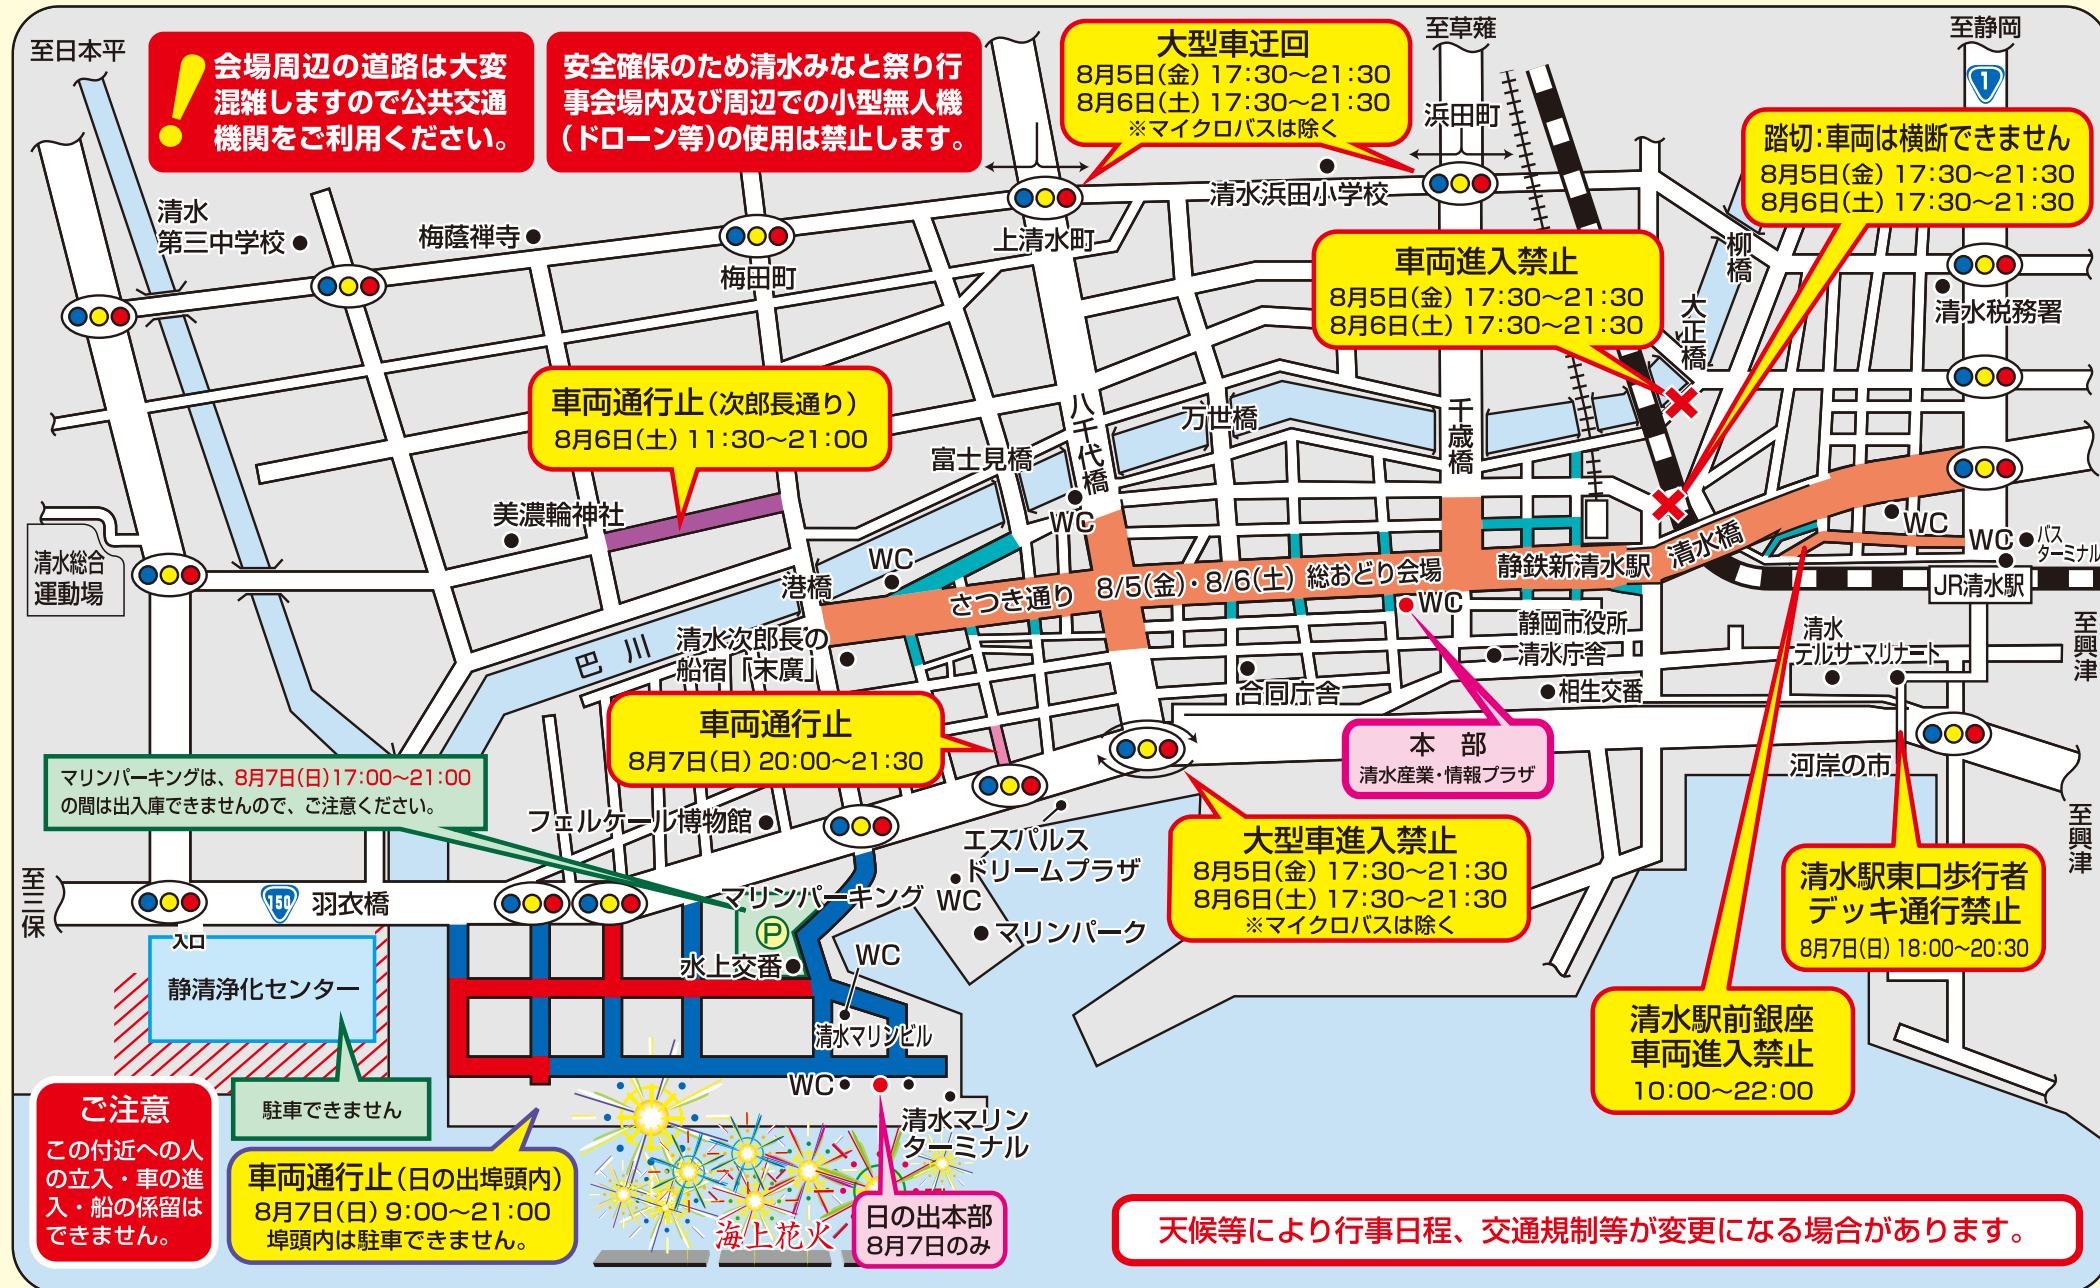 至日本平
会場周辺の道路は大変
混雑しますので公共交通
機関をご利用ください。
安全確保のため清水みなと祭り行
事会場内及び周辺での小型無人機
(ドローン等)の使用は禁止します。
大型車迂回
8月5日(金) 17:30〜21:30
8月6日(土) 17:30〜21:30
※マイクロバスは除く
至草薙
至静岡
1
浜田町
踏切:車両は横断できません
8月5日(金) 17:30〜21:30
8月6日(土) 17:30〜21:30
清水
第三中学校
梅蔭禅寺
梅田町
上清水町
清水浜田小学校
車両進入禁止
8月5日(金) 17:30〜21:30
8月6日(土) 17:30〜21:30
柳橋
大正橋
清水税務署
車両通行止(次郎長通り)
8月6日(土) 11:30〜21:00
富士見橋
八千代橋
万世橋
千歳橋
美濃輪神社
WC
WC
WC
WC
バス
ターミナル
清水総合
運動場
港橋
さつき通り
8/5(金)・8/6(土) 総おどり会場
静鉄新清水駅
清水橋
JR清水駅
WC
巴川
清水次郎長の
船宿「末廣」
静岡市役所
清水庁舎
合同庁舎
相生交番
清水
テルサ
マリナート
至興津
車両通行止
8月7日(日) 20:00〜21:30
本部
清水産業・情報プラザ
河岸の市
至興津
マリンパーキングは、8月7日(日)17:00〜21:00
の間は出入庫できませんので、ご注意ください。
フェルケール博物館
エスパルス
ドリームプラザ
WC
マリンパーク
大型車進入禁止
8月5日(金) 17:30〜21:30
8月6日(土) 17:30〜21:30
※マイクロバスは除く
清水駅東口歩行者
デッキ通行禁止
8月7日(日) 18:00〜20:30
至三保
150
羽衣橋
入口
マリンパーキング
P
水上交番
WC
静清浄化センター
清水マリンビル
清水駅前銀座
車両進入禁止
10:00〜22:00
駐車できません
WC
清水マリン
ターミナル
ご注意
この付近への人
の立入・車の進
入・船の係留は
できません。
車両通行止(日の出埠頭内)
8月7日(日) 9:00〜21:00
埠頭内は駐車できません。
海上花火
日の出本部
8月7日のみ
天候等により行事日程、交通規制等が変更になる場合があります。